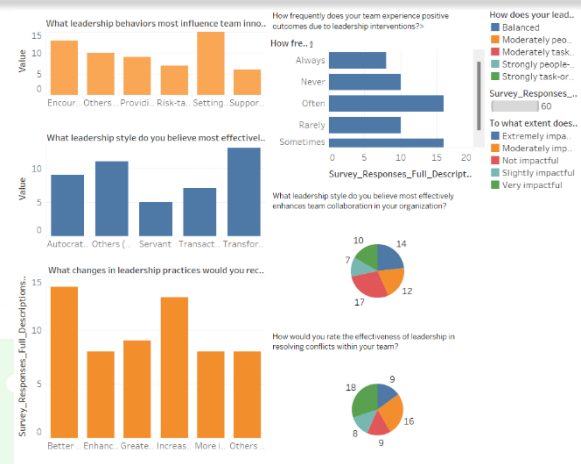 What leadership behaviors most influence team inno..
Value
15
10
5
0
Encour.. Others.. Providi.. Risk-ta.. Setting.. Suppor..
What leadership style do you believe most effectivel..
Value
10
5
0
Autocrat.. Others (.. Servant Transact.. Transfor..
What changes in leadership practices would you rec..
Survey_Responses_Full_Descriptions..
15
10
5
0
Better .. Enhanc.. Greate.. Increas.. More i.. Others ..
How frequently does your team experience positive
outcomes due to leadership interventions?>
How fre..
Always
Never
Often
Rarely
Sometimes
0 5 10 15 20
Survey_Responses_Full_Descript..
What leadership style do you believe most effectively
enhances team collaboration in your organization?
10 14
7
12
17
How would you rate the effectiveness of leadership in
resolving conflicts within your team?
9
18
16
8
9
How does your lead..
Balanced
Moderately peo..
Moderately task..
Strongly people-..
Strongly task-or..
Survey_Responses_..
60
To what extent does..
Extremely impa..
Moderately imp..
Not impactful
Slightly impactful
Very impactful